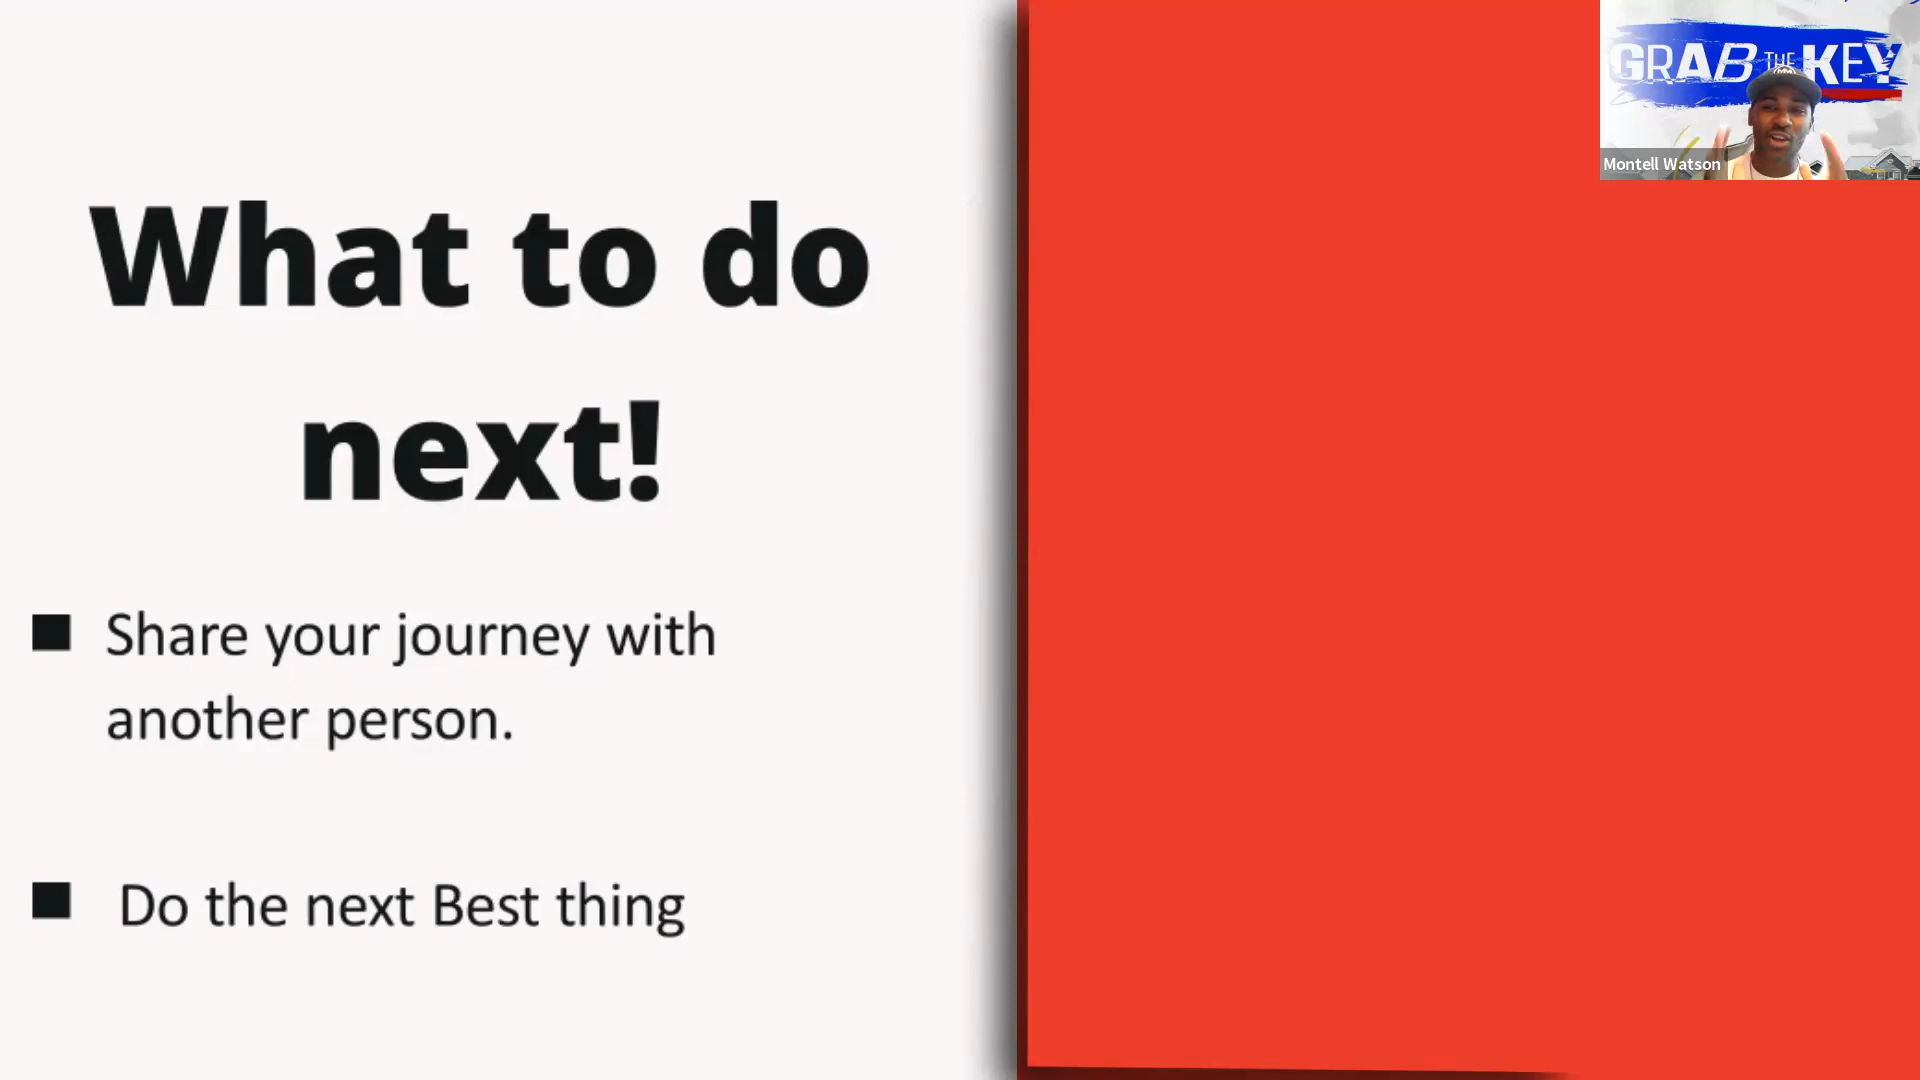 What to do
next!
Share your journey with
another person.
Do the next Best thing
GRAB THE KEY
Montell Watson